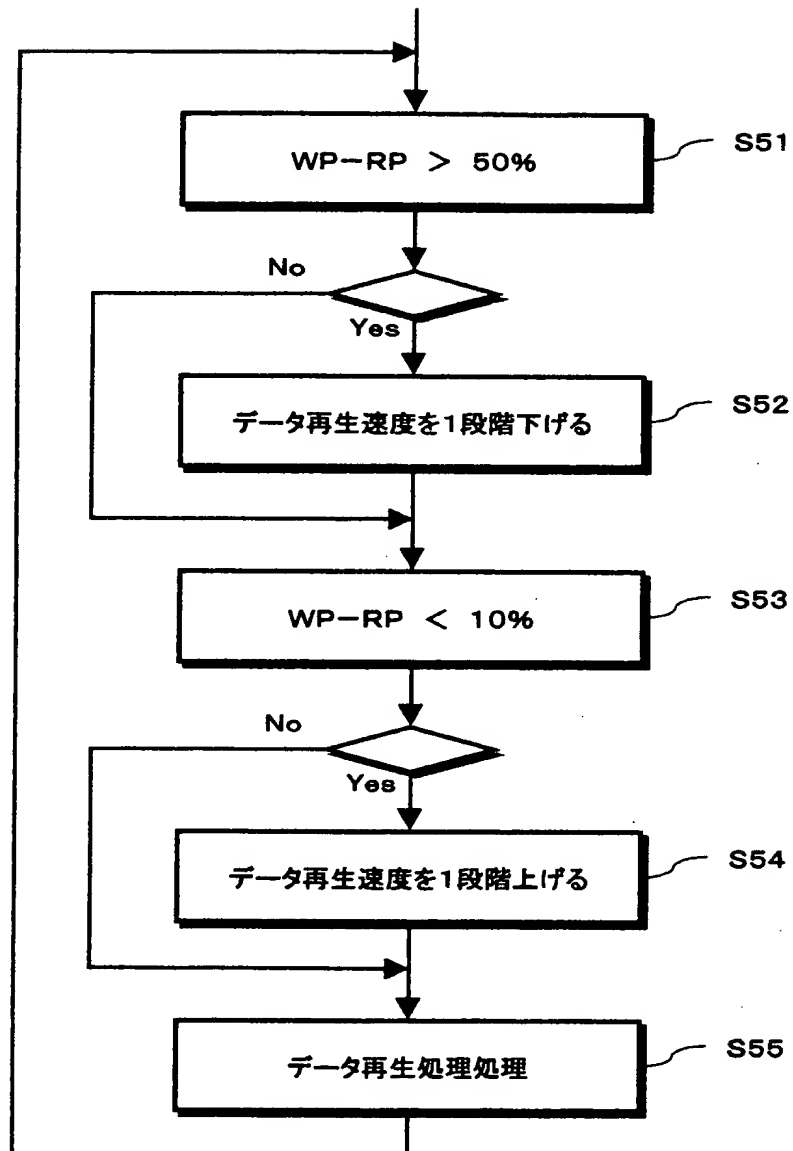 WP-RP > 50%
S51
No
Yes
データ再生速度を1段階下げる
S52
WP-RP < 10%
S53
No
Yes
データ再生速度を1段階上げる
S54
データ再生処理処理
S55